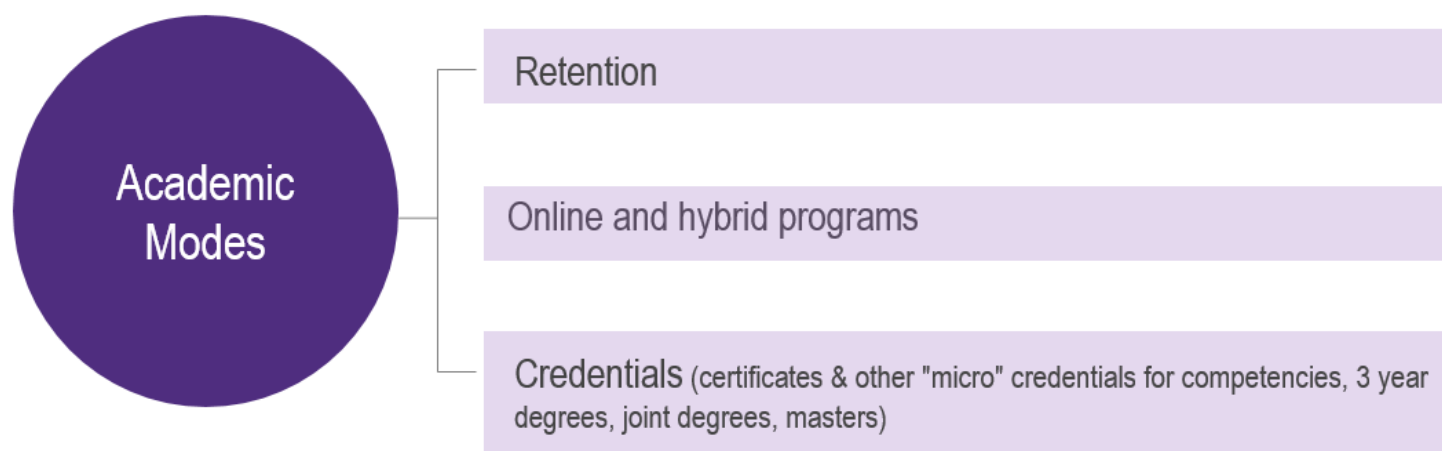 Academic
Modes
Retention
Online and hybrid programs
Credentials (certificates & other "micro" credentials for competencies, 3 year
degrees, joint degrees, masters)